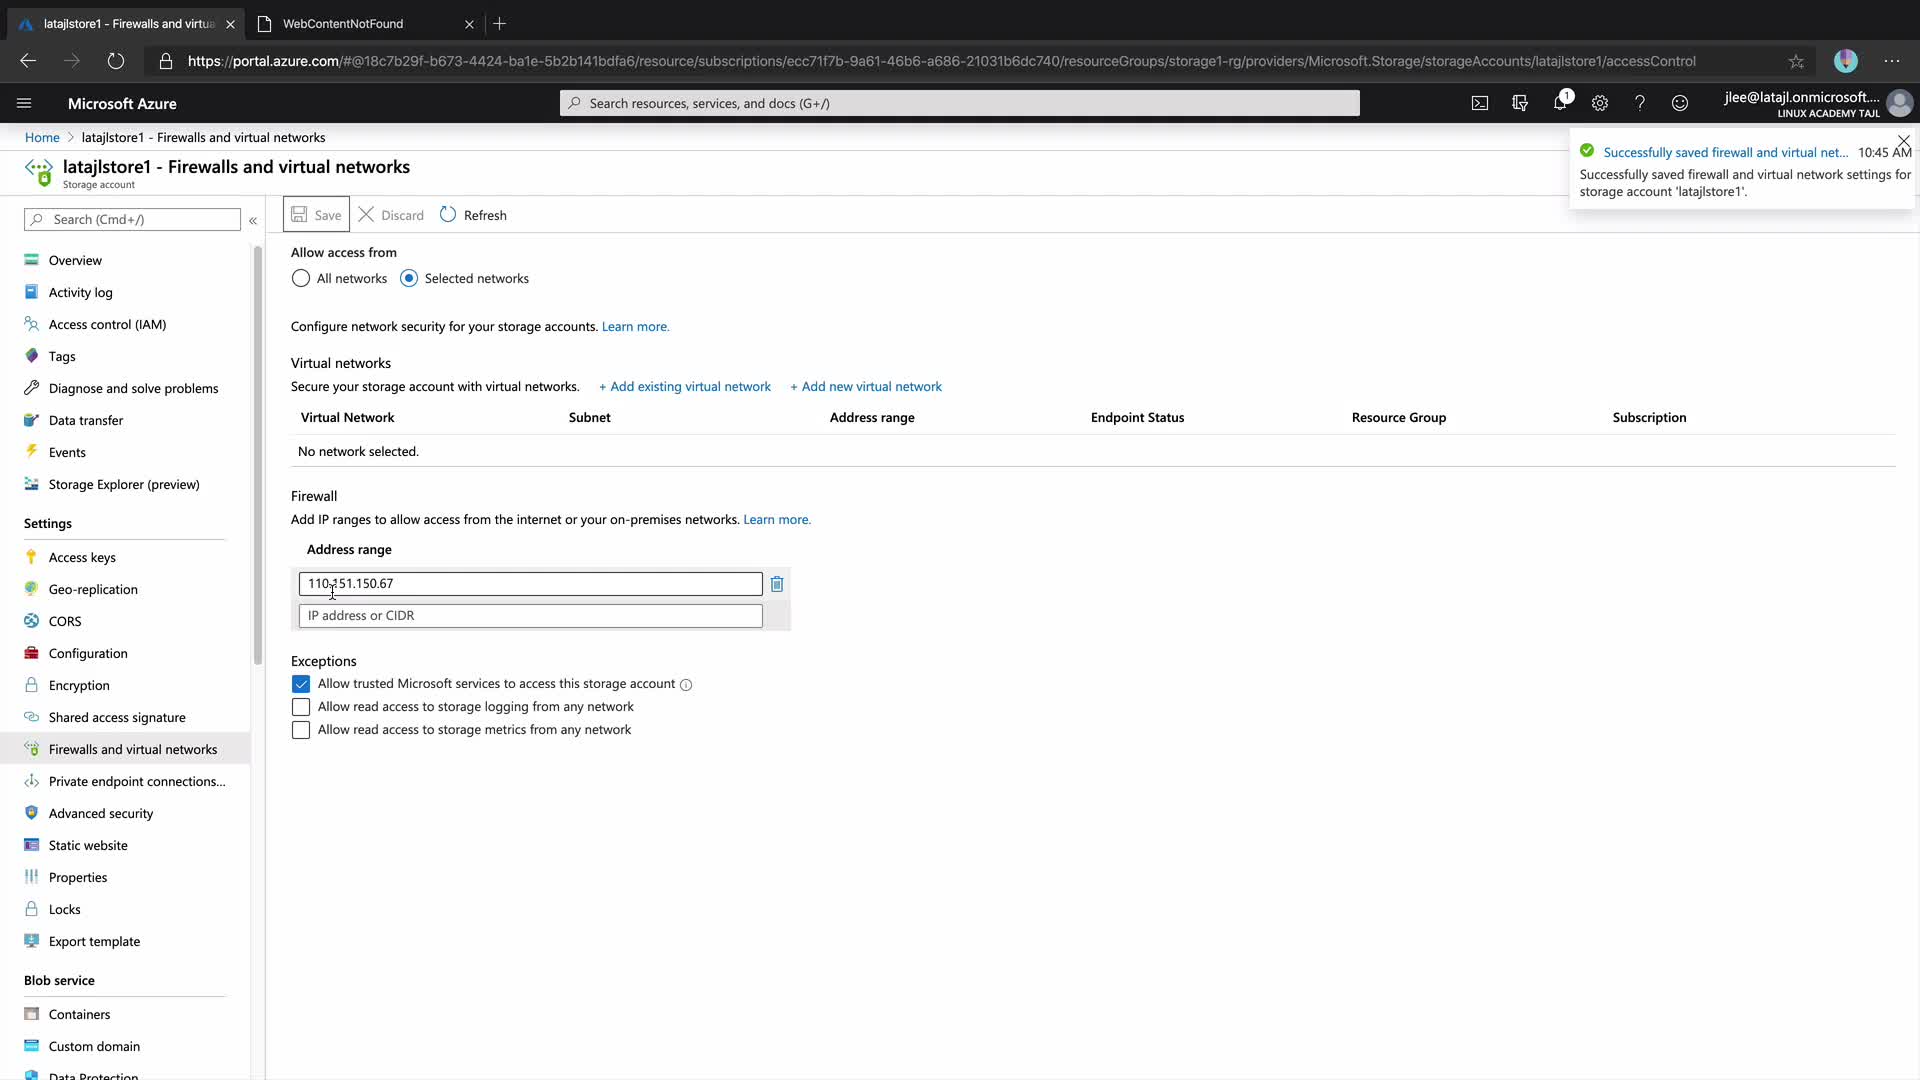 latajlstore1 - Firewalls and virtua
WebContentNotFound
https://portal.azure.com/#@18c7b29f-b673-4424-ba1e-5b2b141bdfa6/resource/subscriptions/ecc71f7b-9a61-46b6-a686-21031b6dc740/resourceGroups/storage1-rg/providers/Microsoft.Storage/storageAccounts/latajlstore1/accessControl
Microsoft Azure
Search resources, services, and docs (G+/)
1
jlee@latajl.onmicrosoft....
LINUX ACADEMY TAJL
Home > latajlstore1 - Firewalls and virtual networks
latajlstore1 - Firewalls and virtual networks
Storage account
Successfully saved firewall and virtual net... 10:45 AM
Successfully saved firewall and virtual network settings for
storage account 'latajlstore1'.
Search (Cmd+/)
«
Save
Discard
Refresh
Overview
Activity log
Access control (IAM)
Tags
Diagnose and solve problems
Data transfer
Events
Storage Explorer (preview)
Settings
Access keys
Geo-replication
CORS
Configuration
Encryption
Shared access signature
Firewalls and virtual networks
Private endpoint connections...
Advanced security
Static website
Properties
Locks
Export template
Blob service
Containers
Custom domain
Data Protection
Allow access from
All networks
Selected networks
Configure network security for your storage accounts. Learn more.
Virtual networks
Secure your storage account with virtual networks. + Add existing virtual network + Add new virtual network
Virtual Network Subnet Address range Endpoint Status Resource Group Subscription
No network selected.
Firewall
Add IP ranges to allow access from the internet or your on-premises networks. Learn more.
Address range
110.151.150.67
IP address or CIDR
Exceptions
Allow trusted Microsoft services to access this storage account
Allow read access to storage logging from any network
Allow read access to storage metrics from any network